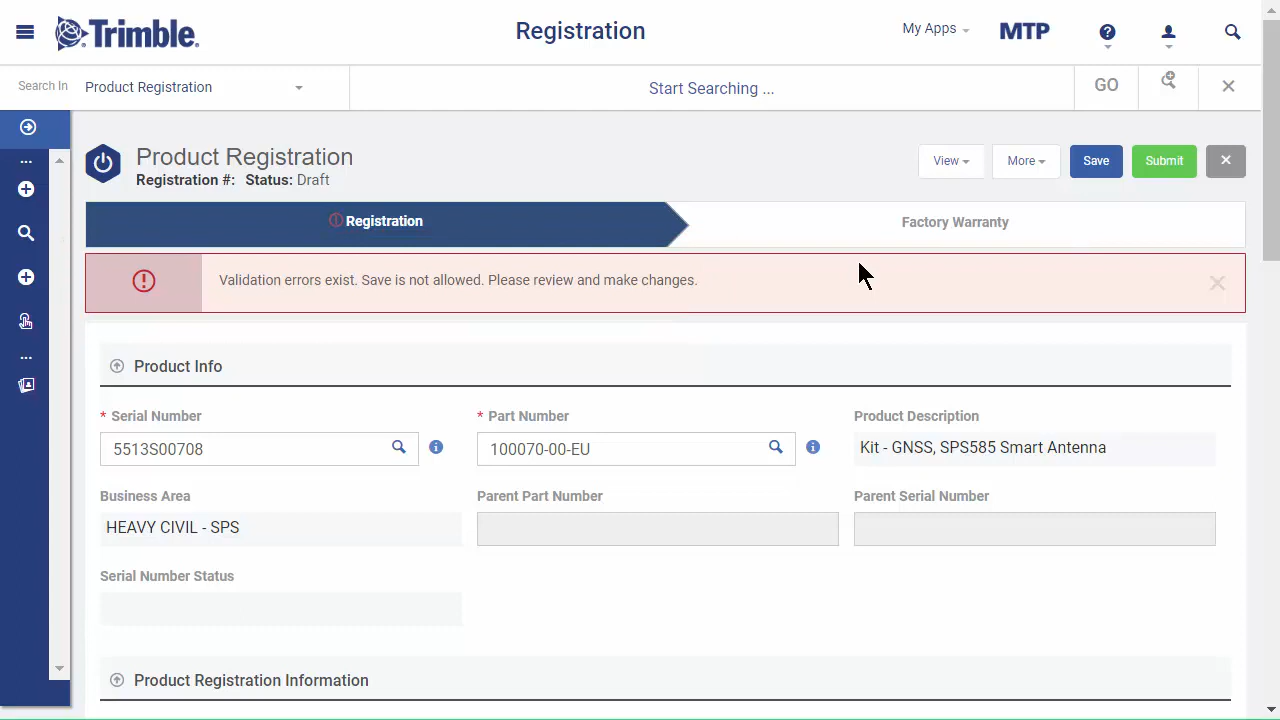 Trimble.
Registration
My Apps
MTP
Search In
Product Registration
Start Searching ...
GO
Product Registration
Registration #: Status: Draft
View
More
Save
Submit
Registration
Factory Warranty
Validation errors exist. Save is not allowed. Please review and make changes.
Product Info
* Serial Number
* Part Number
Product Description
5513S00708
100070-00-EU
Kit - GNSS, SPS585 Smart Antenna
Business Area
Parent Part Number
Parent Serial Number
HEAVY CIVIL - SPS
Serial Number Status
Product Registration Information